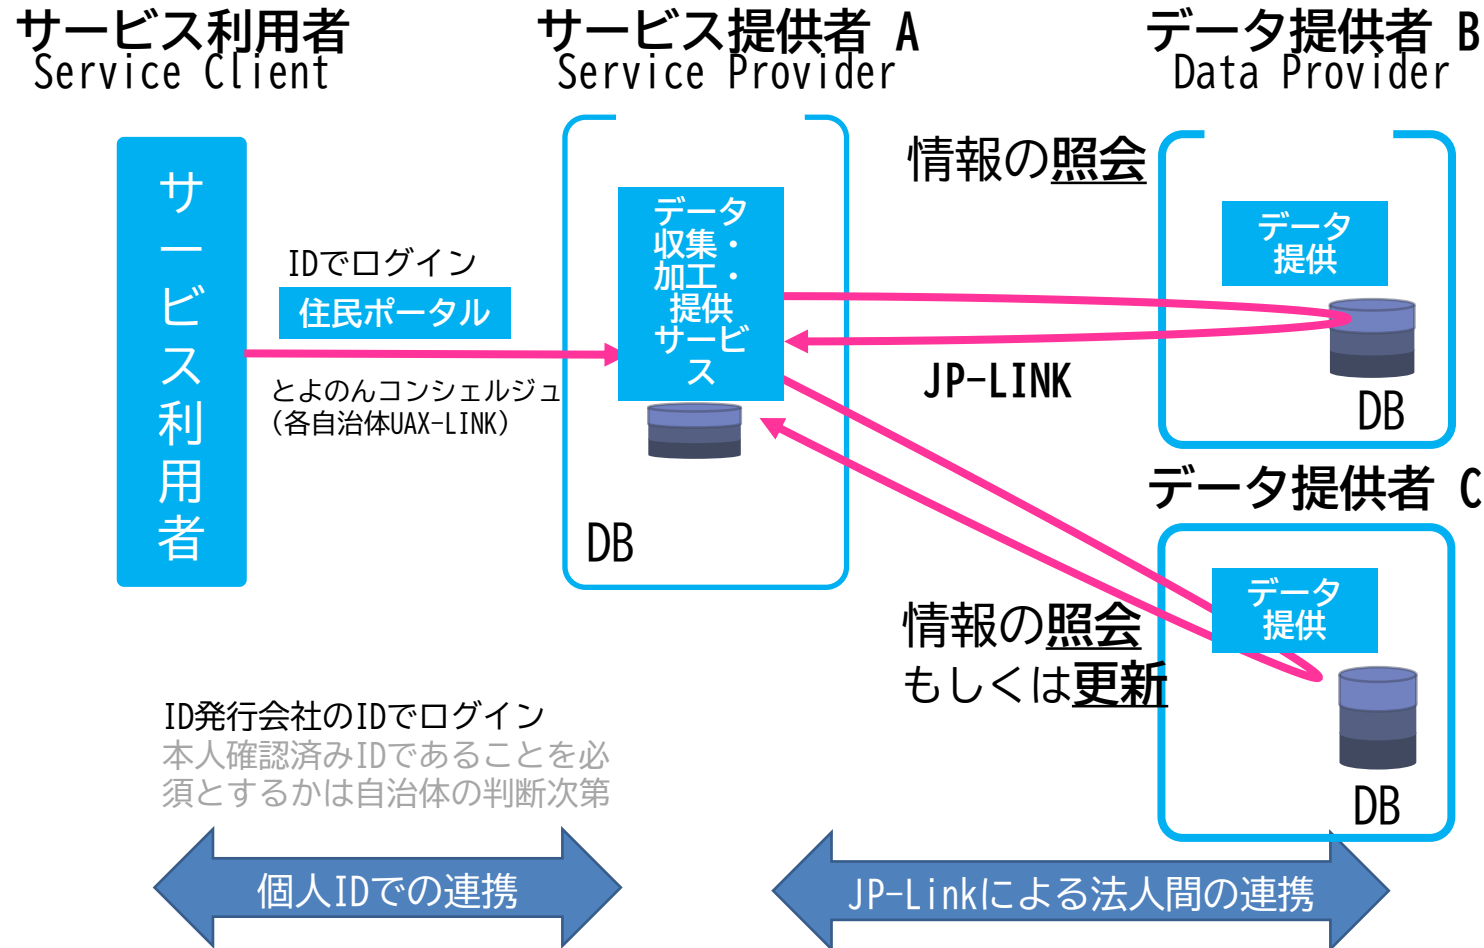 サービス利用者
Service Client
サービス提供者 A
Service Provider
データ提供者 B
Data Provider
サービス利用者
IDでログイン
住民ポータル
とよのんコンシェルジュ
(各自治体UAX-LINK)
データ
収集・
加工・
提供
サービ
ス
DB
情報の照会
データ
提供
DB
JP-LINK
データ提供者 C
データ
提供
DB
情報の照会
もしくは更新
ID発行会社のIDでログイン
本人確認済みIDであることを必
須とするかは自治体の判断次第
個人IDでの連携
JP-Linkによる法人間の連携